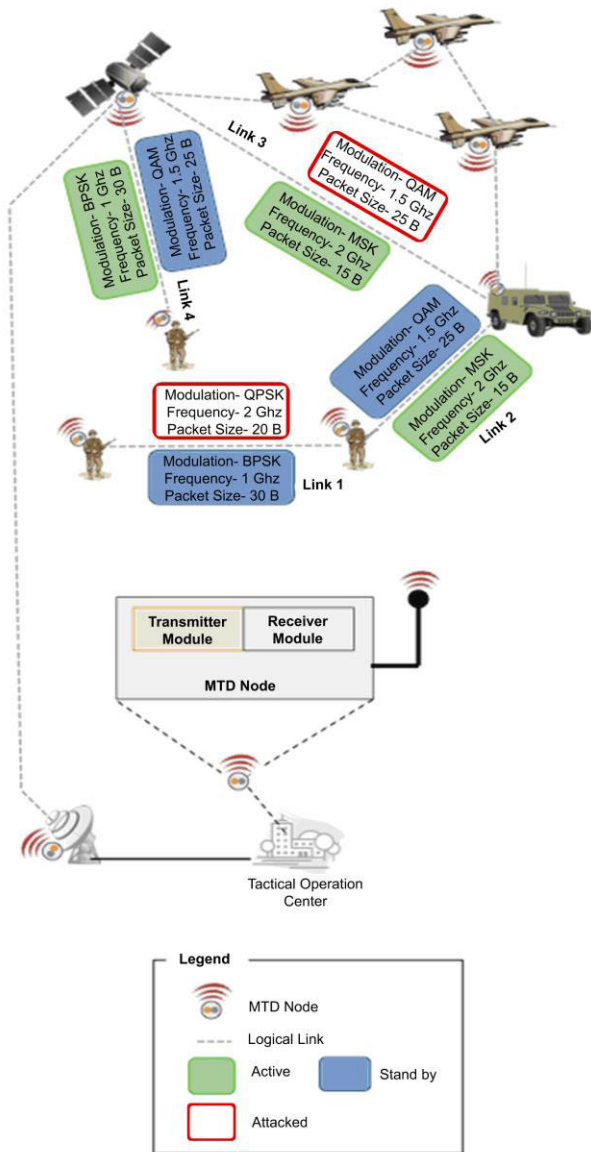 Link 3
Modulation- QAM
Frequency- 1.5 Ghz
Packet Size- 25 B
Modulation- MSK
Frequency- 2 Ghz
Packet Size- 15 B
Modulation- BPSK
Frequency- 1 Ghz
Packet Size- 30 B
Modulation- QAM
Frequency- 1.5 Ghz
Packet Size- 25 B
Link 4
Modulation- QAM
Frequency- 1.5 Ghz
Packet Size- 25 B
Modulation- MSK
Frequency- 2 Ghz
Packet Size- 15 B
Link 2
Modulation- QPSK
Frequency- 2 Ghz
Packet Size- 20 B
Modulation- BPSK
Frequency- 1 Ghz
Packet Size- 30 B
Link 1
Transmitter
Module
Receiver
Module
MTD Node
Tactical Operation
Center
Legend
MTD Node
Logical Link
Active
Stand by
Attacked